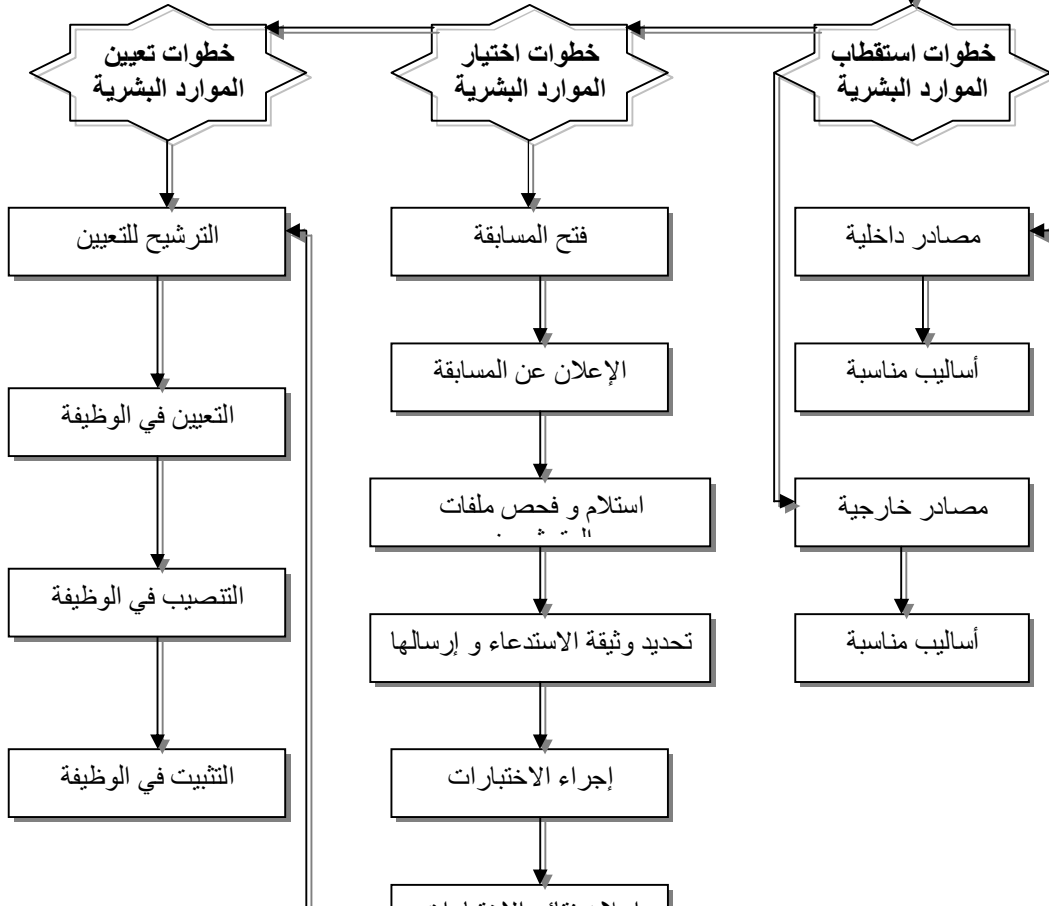 خطوات استقطاب
الموارد البشرية
خطوات اختيار
الموارد البشرية
خطوات تعيين
الموارد البشرية
مصادر داخلية
أساليب مناسبة
مصادر خارجية
أساليب مناسبة
فتح المسابقة
الإعلان عن المسابقة
استلام و فحص ملفات
تحديد وثيقة الاستدعاء و إرسالها
إجراء الاختبارات
الترشيح للتعيين
التعيين في الوظيفة
التنصيب في الوظيفة
التثبيت في الوظيفة